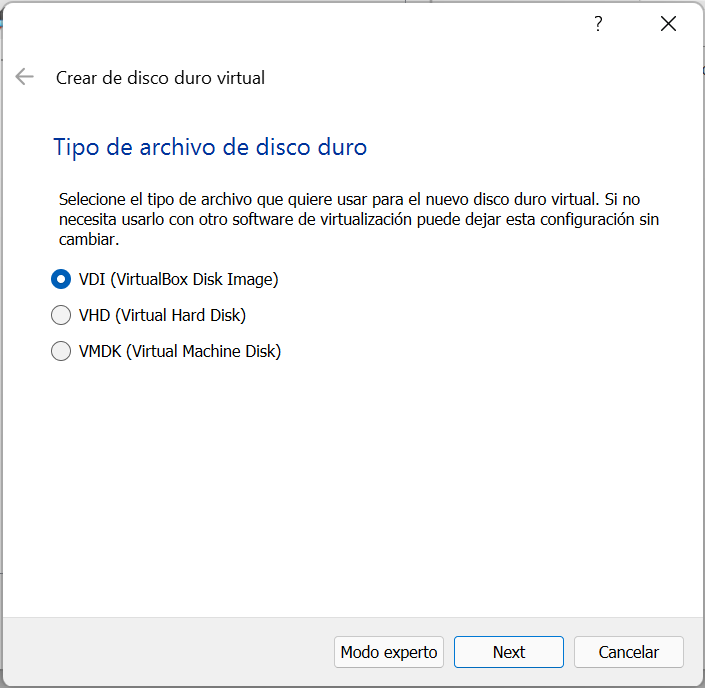 ?
Crear de disco duro virtual
Tipo de archivo de disco duro
Selecione el tipo de archivo que quiere usar para el nuevo disco duro virtual. Si no
necesita usarlo con otro software de virtualización puede dejar esta configuración sin
cambiar.
VDI (VirtualBox Disk Image)
VHD (Virtual Hard Disk)
VMDK (Virtual Machine Disk)
Modo experto Next Cancelar